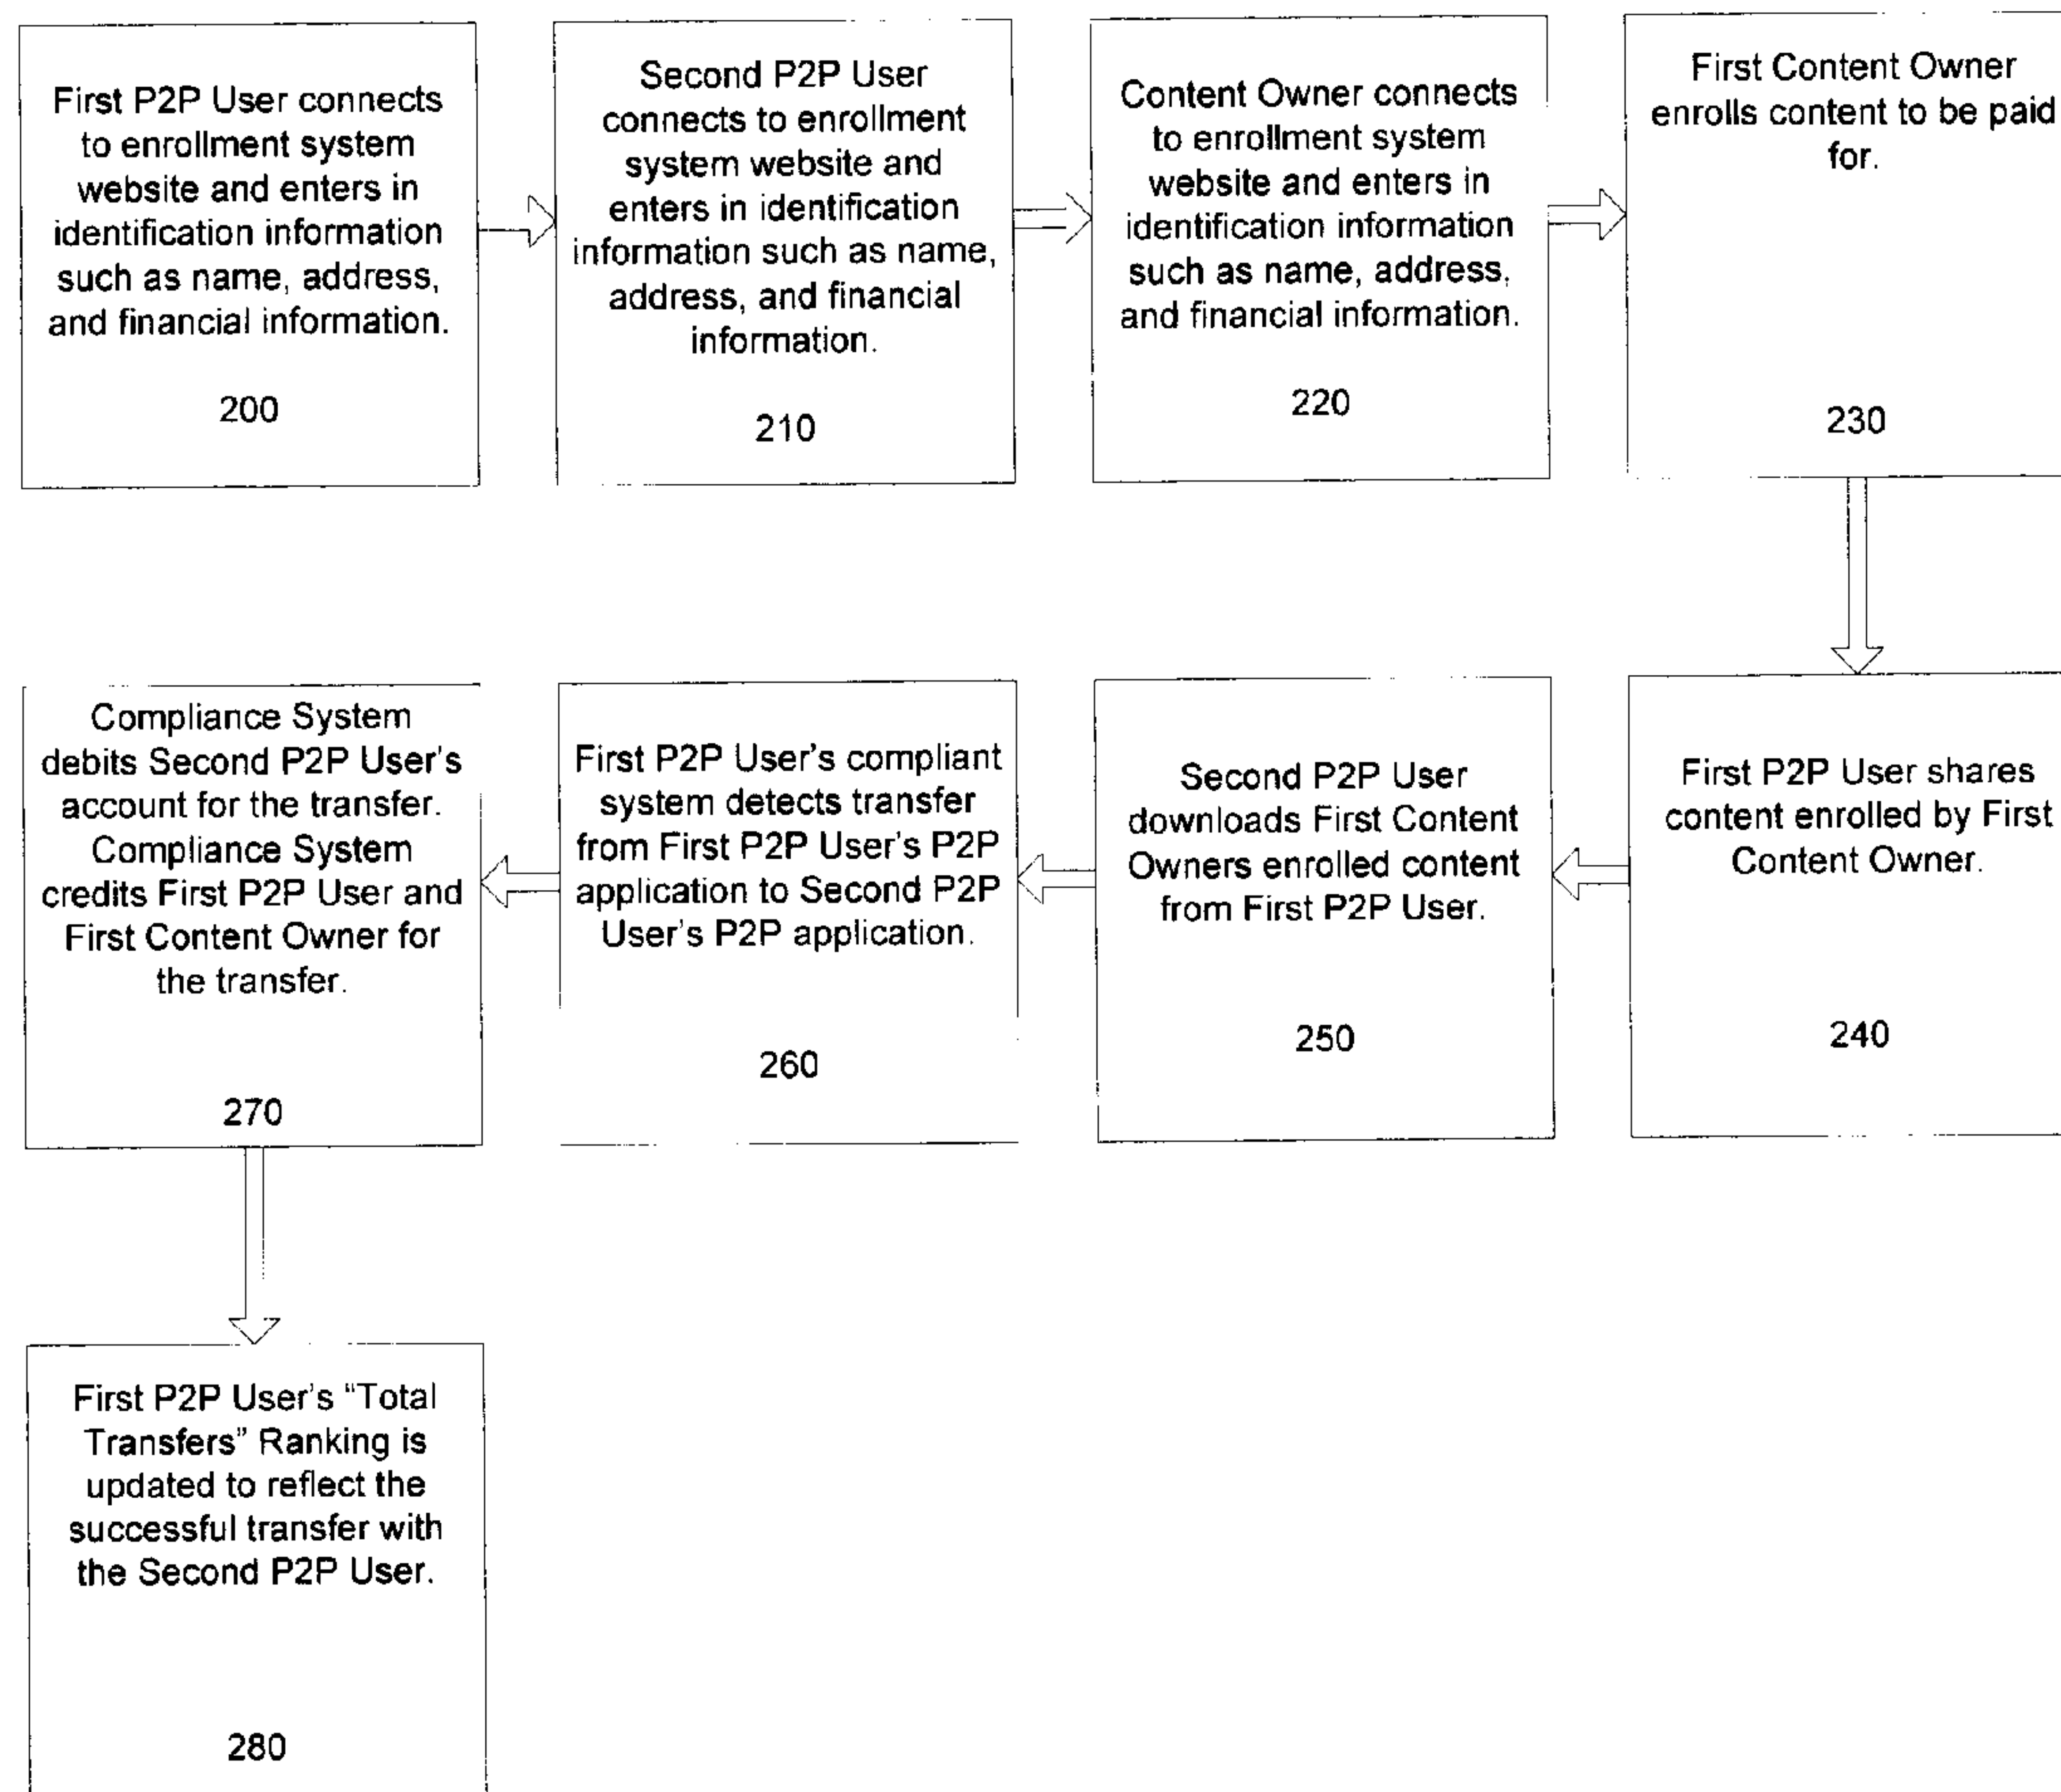 First P2P User connects
to enrollment system
website and enters in
identification information
such as name, address,
and financial information.
200
Second P2P User
connects to enrollment
system website and
enters in identification
information such as name,
address, and financial
information.
210
Content Owner connects
to enrollment system
website and enters in
identification information
such as name, address,
and financial information.
220
First Content Owner
enrolls content to be paid
for.
230
First P2P User shares
content enrolled by First
Content Owner.
240
Second P2P User
downloads First Content
Owners enrolled content
from First P2P User.
250
First P2P User's compliant
system detects transfer
from First P2P User's P2P
application to Second P2P
User's P2P application.
260
Compliance System
debits Second P2P User's
account for the transfer.
Compliance System
credits First P2P User and
First Content Owner for
the transfer.
270
First P2P User's “Total
Transfers” Ranking is
updated to reflect the
successful transfer with
the Second P2P User.
280